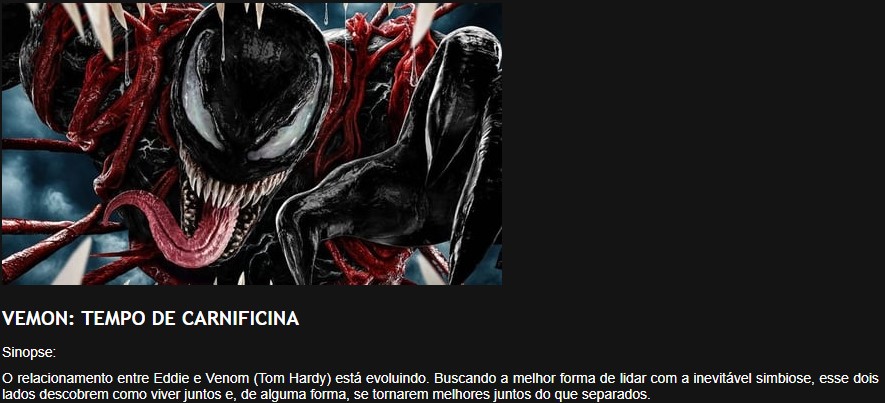 VEMON: TEMPO DE CARNIFICINA
Sinopse:
O relacionamento entre Eddie e Venom (Tom Hardy) está evoluindo. Buscando a melhor forma de lidar com a inevitável simbiose, esse dois
lados descobrem como viver juntos e, de alguma forma, se tornarem melhores juntos do que separados.